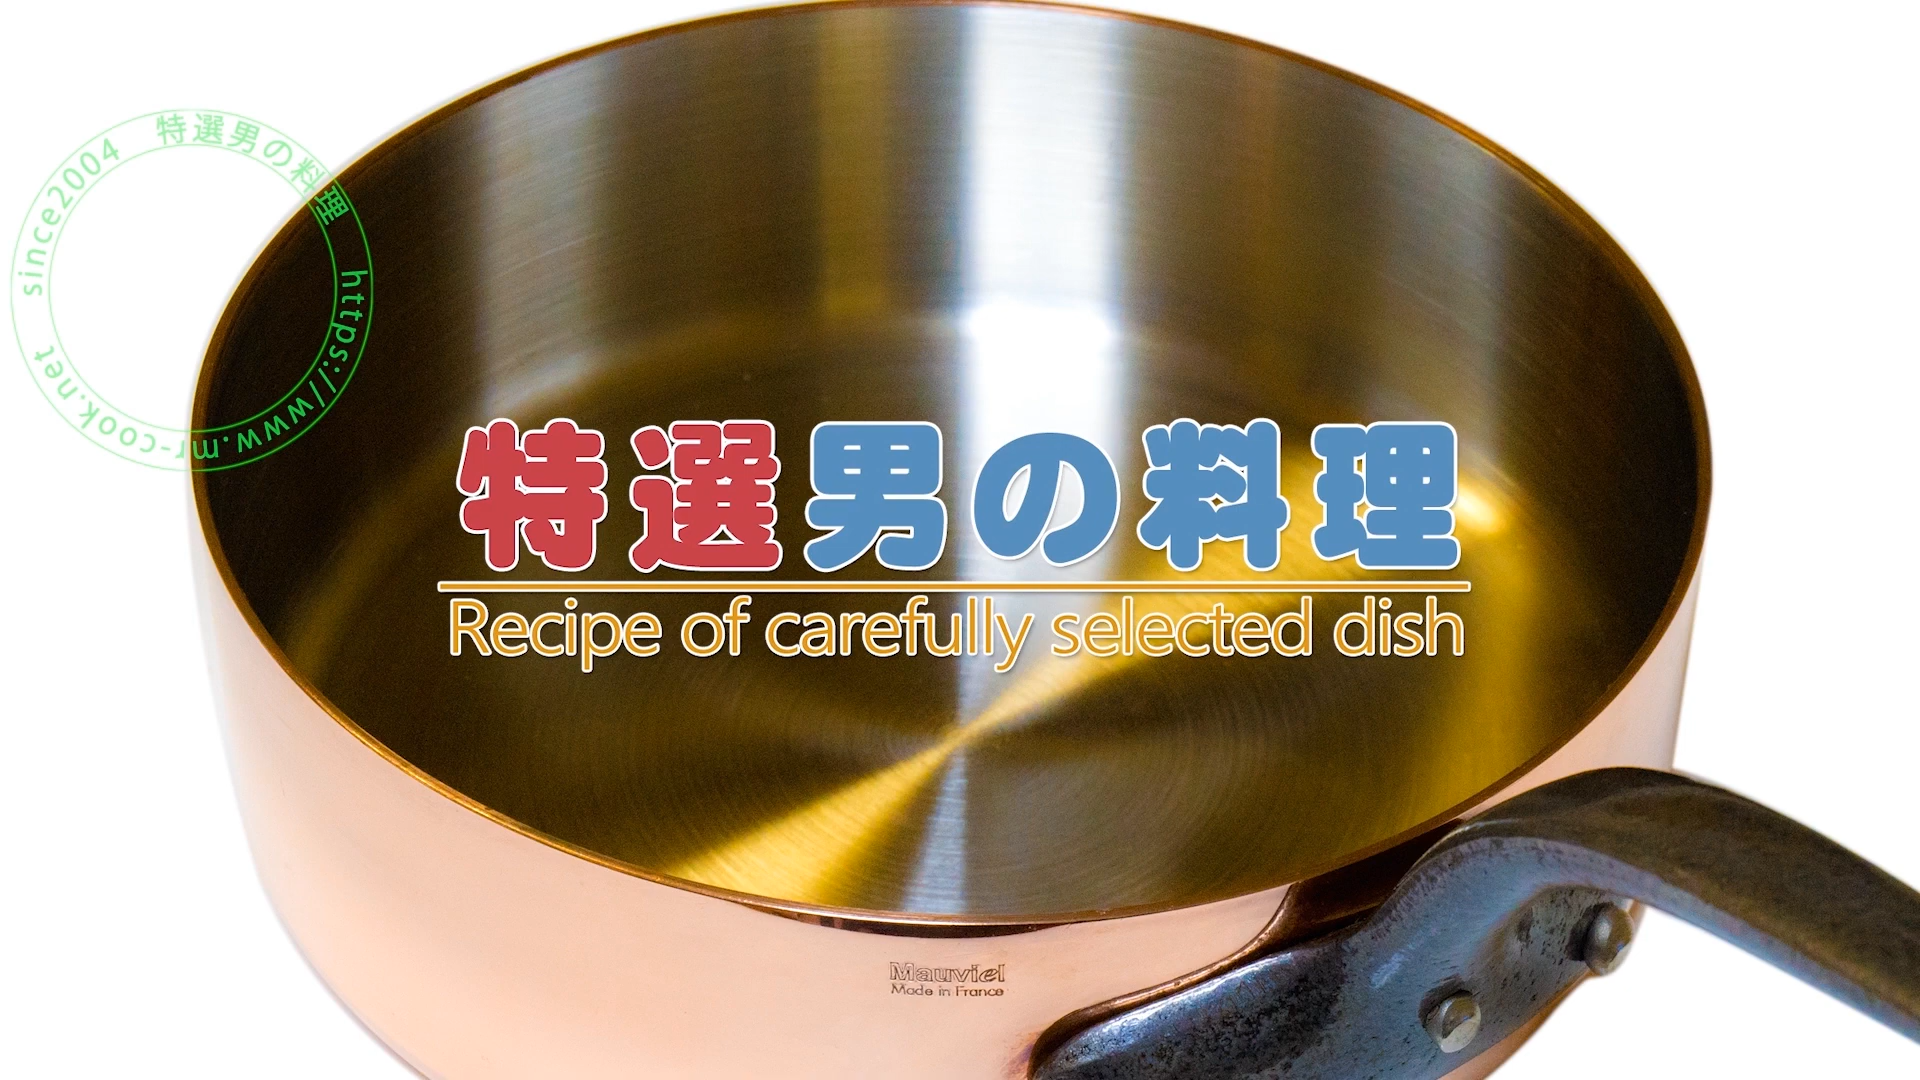 since2004 特選男の料理 https://www.mr-cook.net
特選男の料理
Recipe of carefully selected dish
Mauviel
Made in France